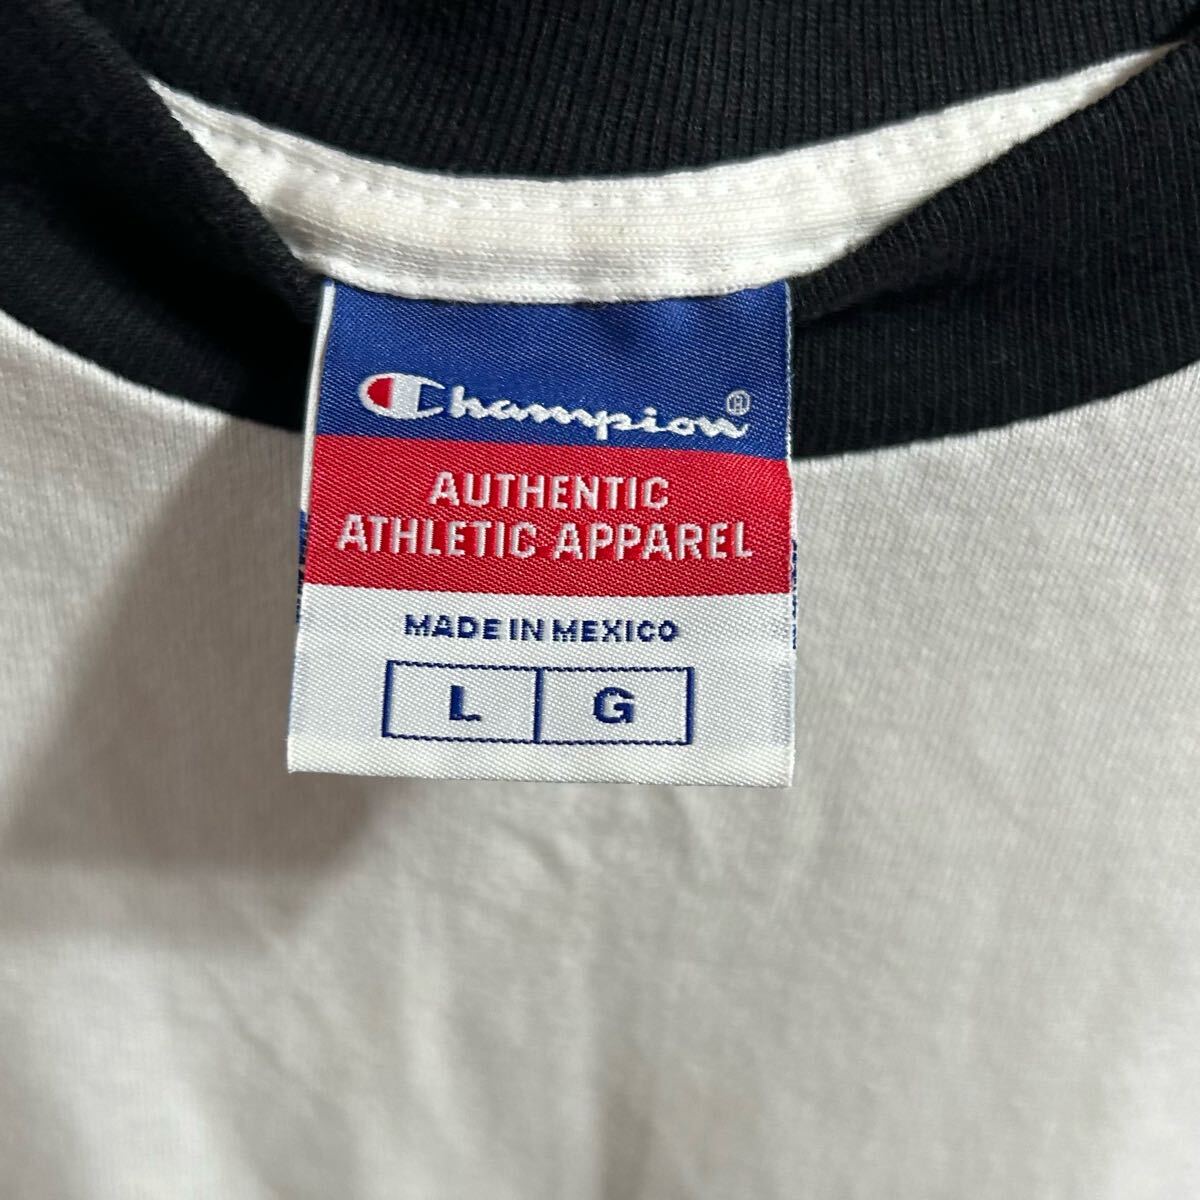 Champion®
AUTHENTIC
ATHLETIC APPAREL
MADE IN MEXICO
L G